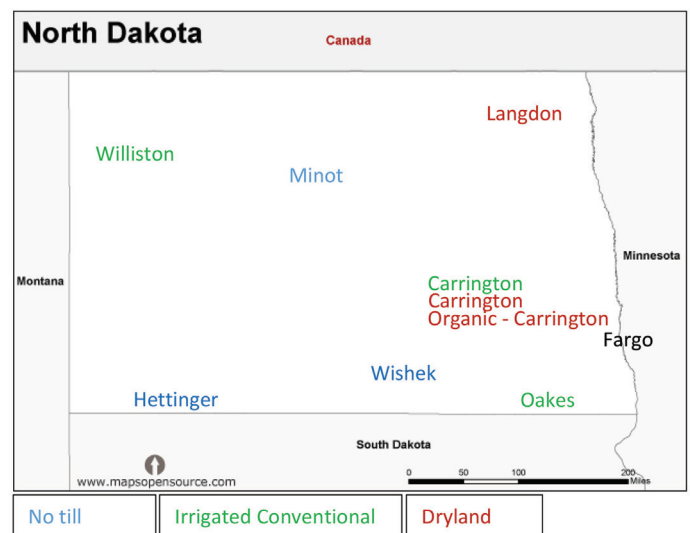 North Dakota
Canada
Langdon
Williston
Minot
Minnesota
Montana
Carrington
Carrington
Organic - Carrington
Fargo
Wishek
Hettinger
Oakes
South Dakota
www.mapsopensource.com
0 50 100 200
Miles
No till
Irrigated Conventional
Dryland